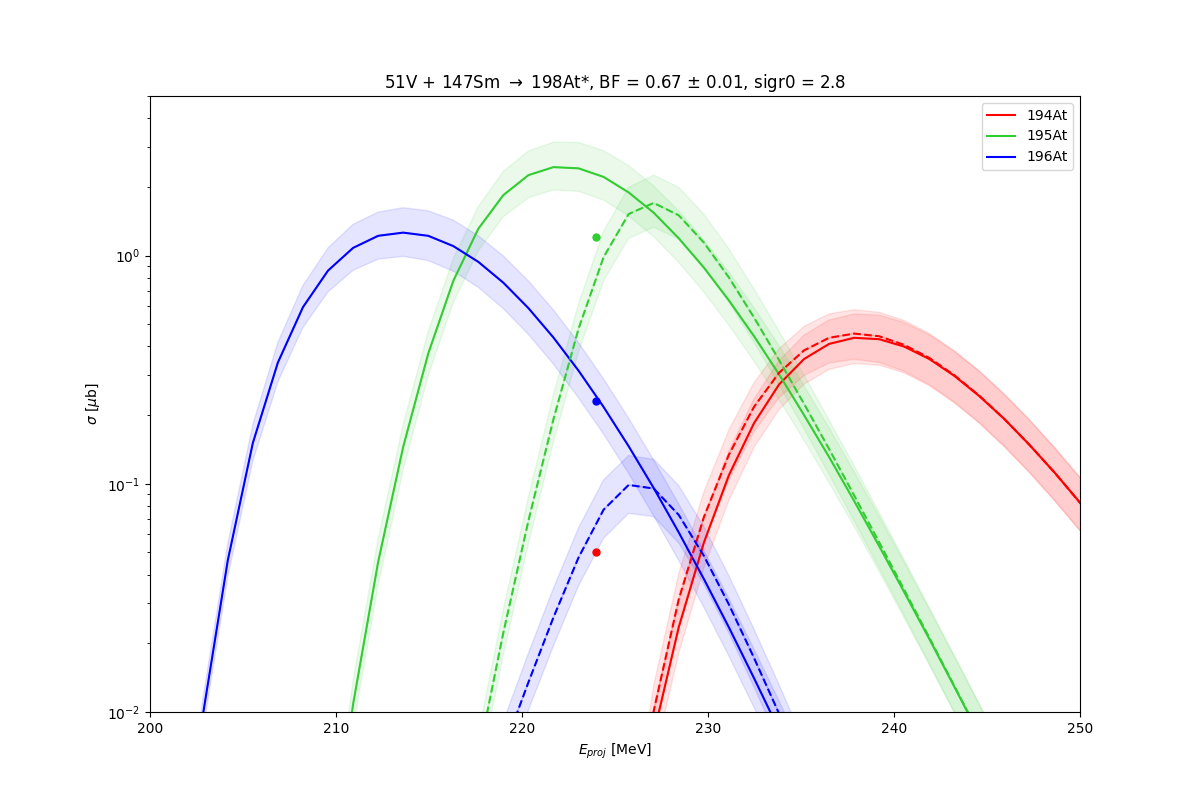 51V + 147Sm → 198At*, BF = 0.67 ± 0.01, sigr0 = 2.8
194At
195At
196At
σ [μb]
10⁰
10⁻¹
10⁻²
200 210 220 230 240 250
E_proj [MeV]